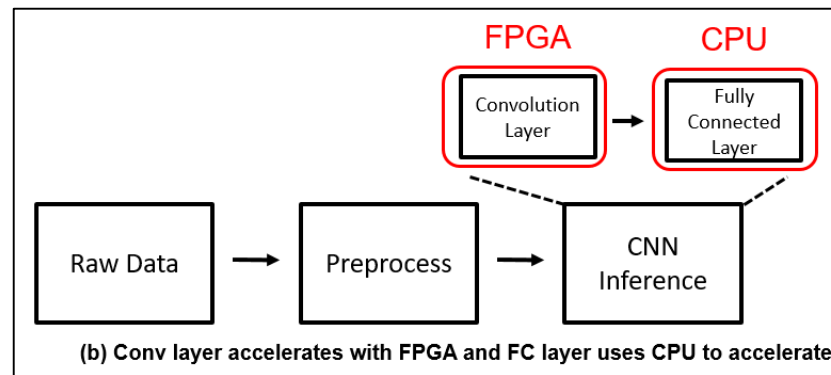 FPGA
CPU
Convolution
Layer
Fully
Connected
Layer
Raw Data
Preprocess
CNN
Inference
(b) Conv layer accelerates with FPGA and FC layer uses CPU to accelerate